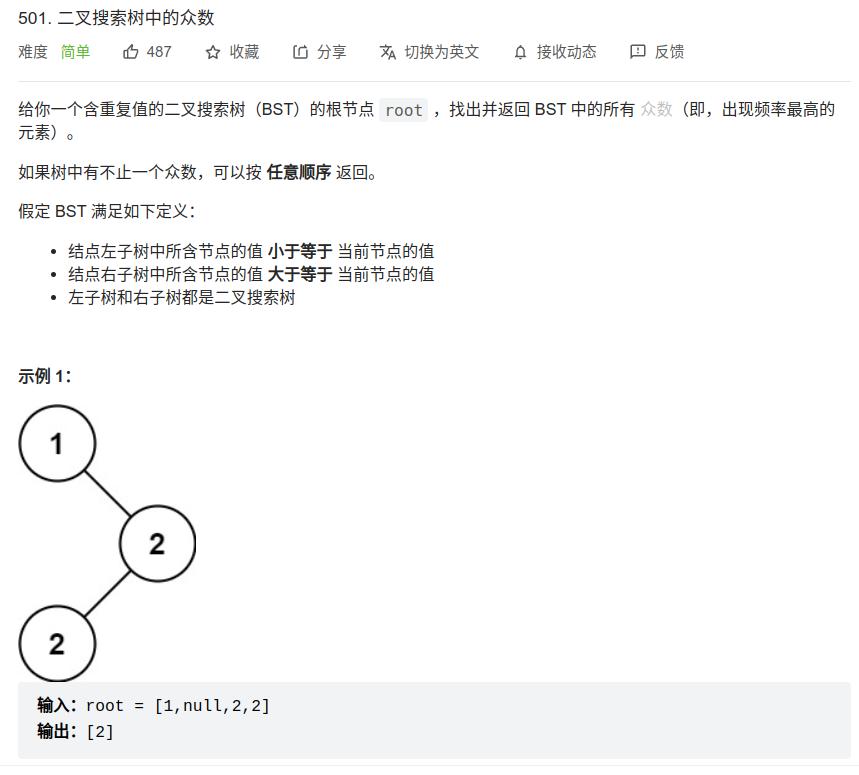 501. 二叉搜索树中的众数
难度 简单 487 收藏 分享 切换为英文 接收动态 反馈
给你一个含重复值的二叉搜索树（BST）的根节点 root ，找出并返回 BST 中的所有 众数（即，出现频率最高的
元素）。
如果树中有不止一个众数，可以按 任意顺序 返回。
假定 BST 满足如下定义：
结点左子树中所含节点的值 小于等于 当前节点的值
结点右子树中所含节点的值 大于等于 当前节点的值
左子树和右子树都是二叉搜索树
示例 1：
1
2
2
输入：root = [1,null,2,2]
输出：[2]